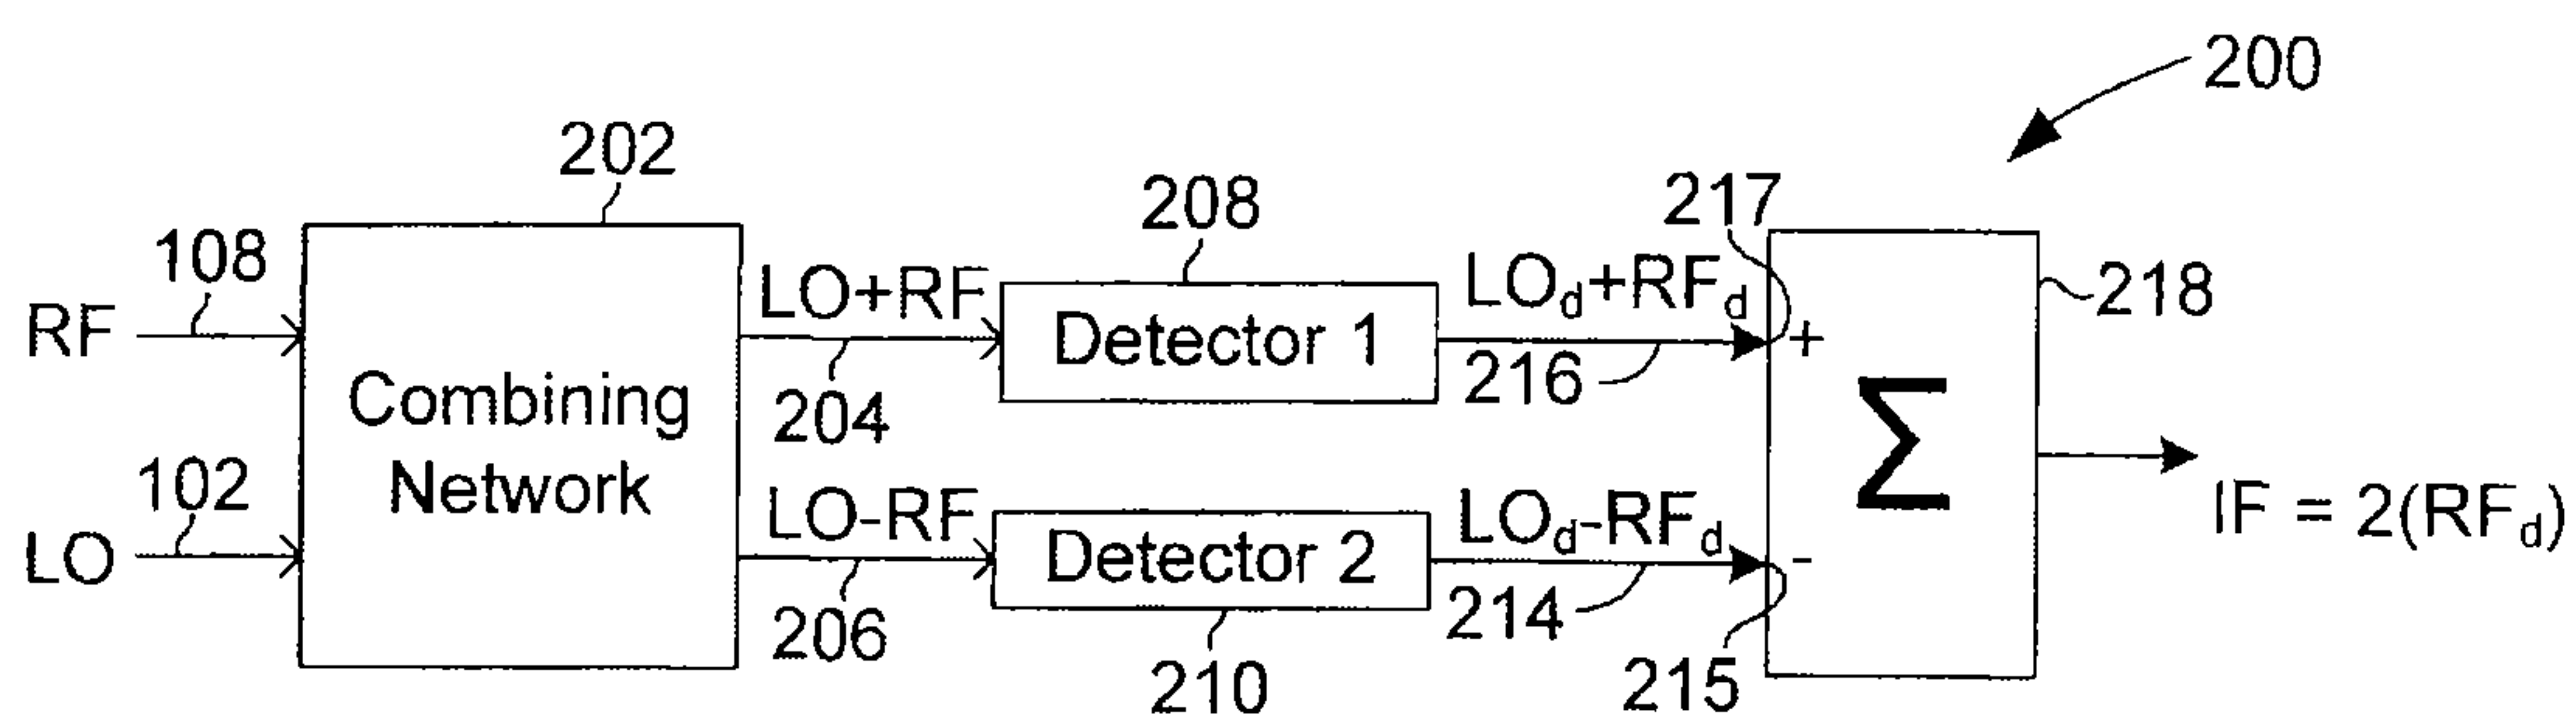 200
202
208
217
108
LO+RF
LOd+RFd
218
RF
Detector 1
+
204
216
Combining
Network
Σ
102
LO-RF
LOd-RFd
IF = 2(RFd)
LO
Detector 2
-
206
214
210
215